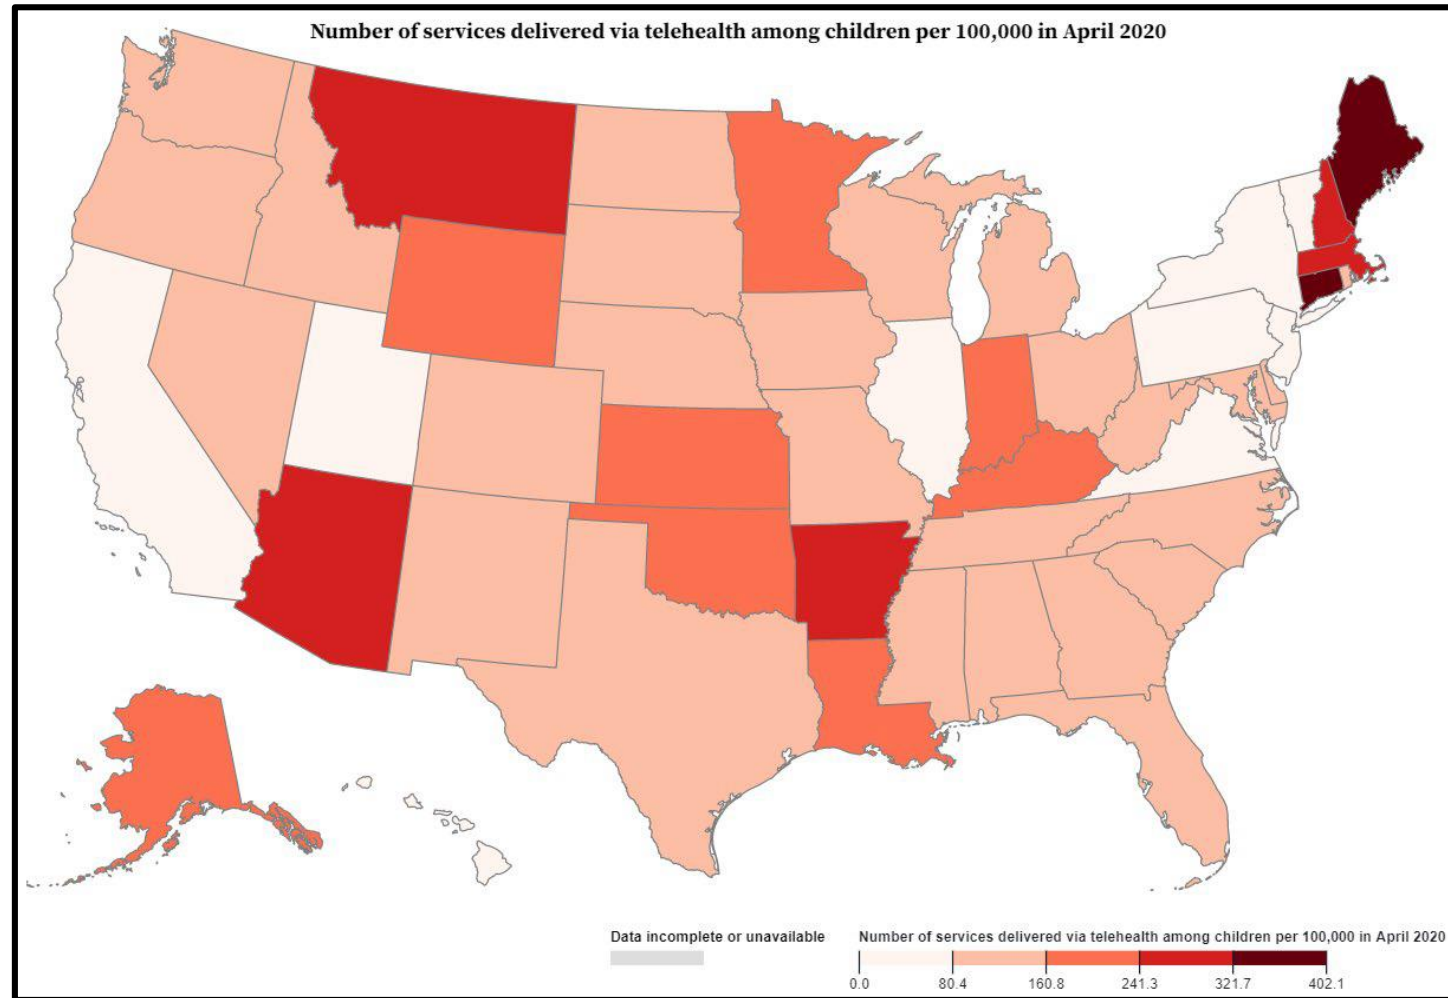 Number of services delivered via telehealth among children per 100,000 in April 2020
Data incomplete or unavailable
Number of services delivered via telehealth among children per 100,000 in April 2020
0.0 80.4 160.8 241.3 321.7 402.1